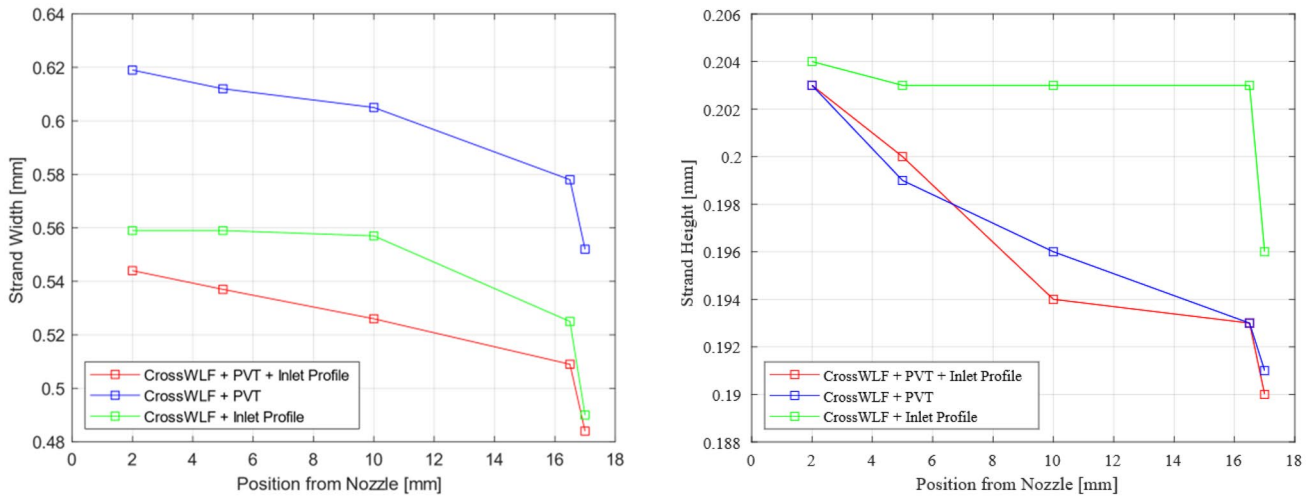 0.64
0.62
0.6
0.58
0.56
0.54
0.52
0.5
0.48
Strand Width [mm]
CrossWLF + PVT + Inlet Profile
CrossWLF + PVT
CrossWLF + Inlet Profile
0 2 4 6 8 10 12 14 16 18
Position from Nozzle [mm]
0.206
0.204
0.202
0.2
0.198
0.196
0.194
0.192
0.19
0.188
Strand Height [mm]
CrossWLF + PVT + Inlet Profile
CrossWLF + PVT
CrossWLF + Inlet Profile
0 2 4 6 8 10 12 14 16 18
Position from Nozzle [mm]